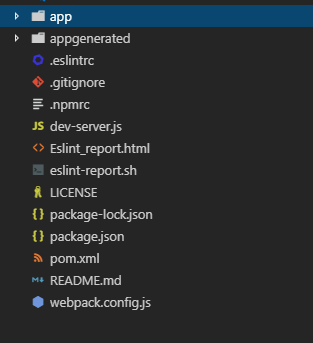 app
appgenerated
.eslintrc
.gitignore
.npmrc
JS dev-server.js
Eslint_report.html
eslint-report.sh
LICENSE
package-lock.json
package.json
pom.xml
README.md
webpack.config.js